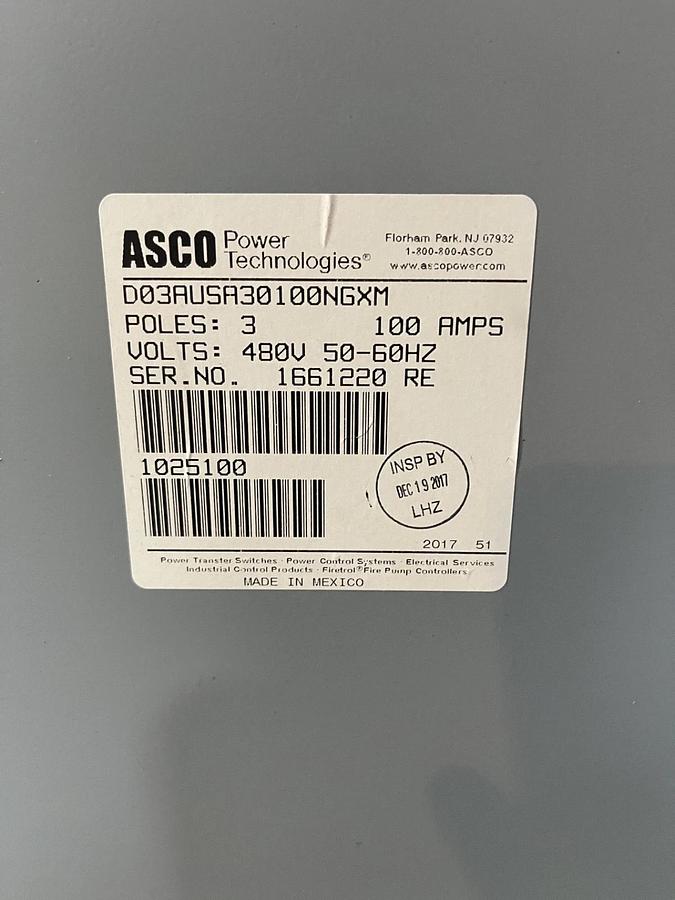 ASCO Power Technologies®
Florham Park, NJ 07932
1-800-800-ASCO
www.ascopower.com
D03AUSA30100NGXM
POLES: 3 100 AMPS
VOLTS: 480V 50-60HZ
SER.NO. 1661220 RE
1025100
INSP BY
DEC 19 2017
LHZ
2017 51
Power Transfer Switches · Power Control Systems · Electrical Services
Industrial Control Products · Firetrol® Fire Pump Controllers
MADE IN MEXICO